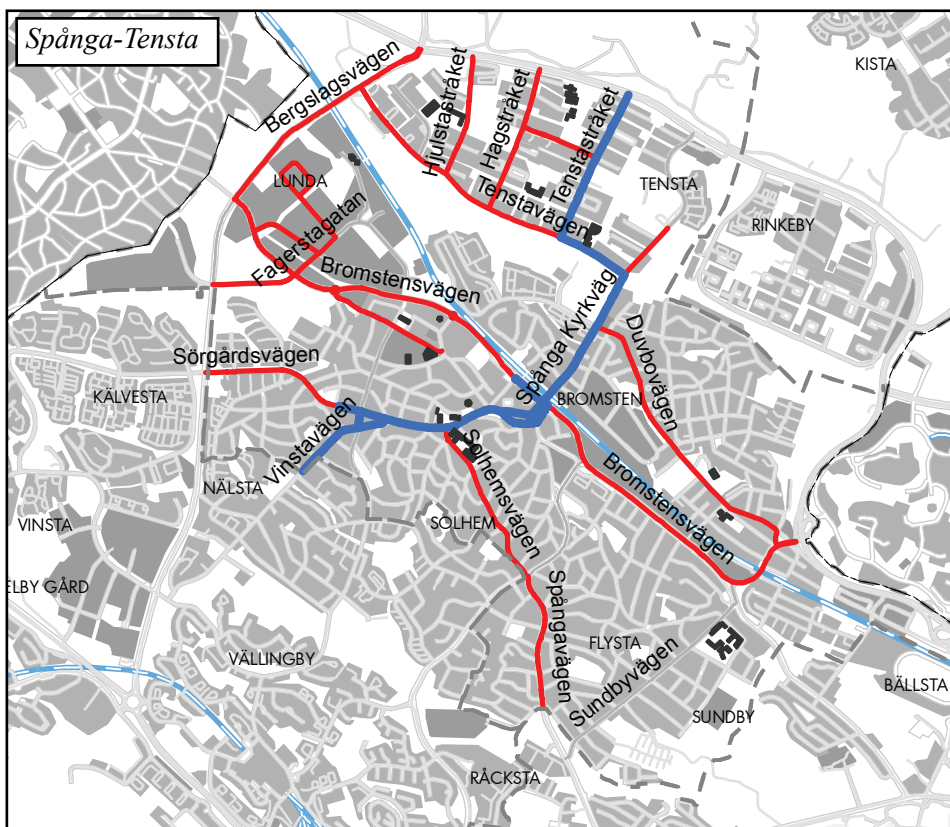 Spånga-Tensta
KISTA
Bergslagsvägen
Hjulstastråket
Hagstråket
Tenstastråket
LUNDA
TENSTA
Tenstavägen
RINKEBY
Fagerstagatan
Bromstensvägen
Spånga Kyrkväg
Duvbovägen
Sörgårdsvägen
KÄLVESTA
BROMSTEN
Vinstavägen
Solhemsvägen
NÄLSTA
Bromstensvägen
VINSTA
SOLHEM
ELBY GÅRD
Spångavägen
FLYSTA
VÄLLINGBY
Sundbyvägen
BÄLLSTA
SUNDBY
RÅCKSTA